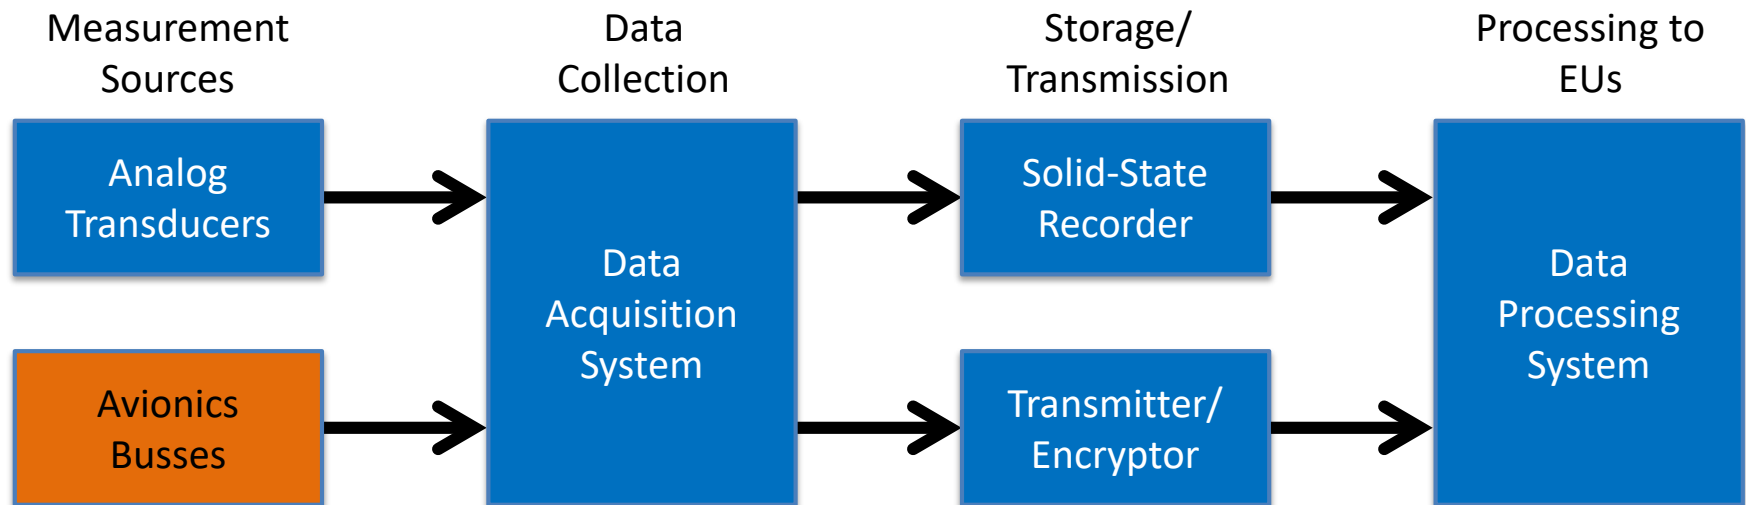 Measurement
Sources
Data
Collection
Storage/
Transmission
Processing to
EUs
Analog
Transducers
Avionics
Busses
Data
Acquisition
System
Solid-State
Recorder
Transmitter/
Encryptor
Data
Processing
System